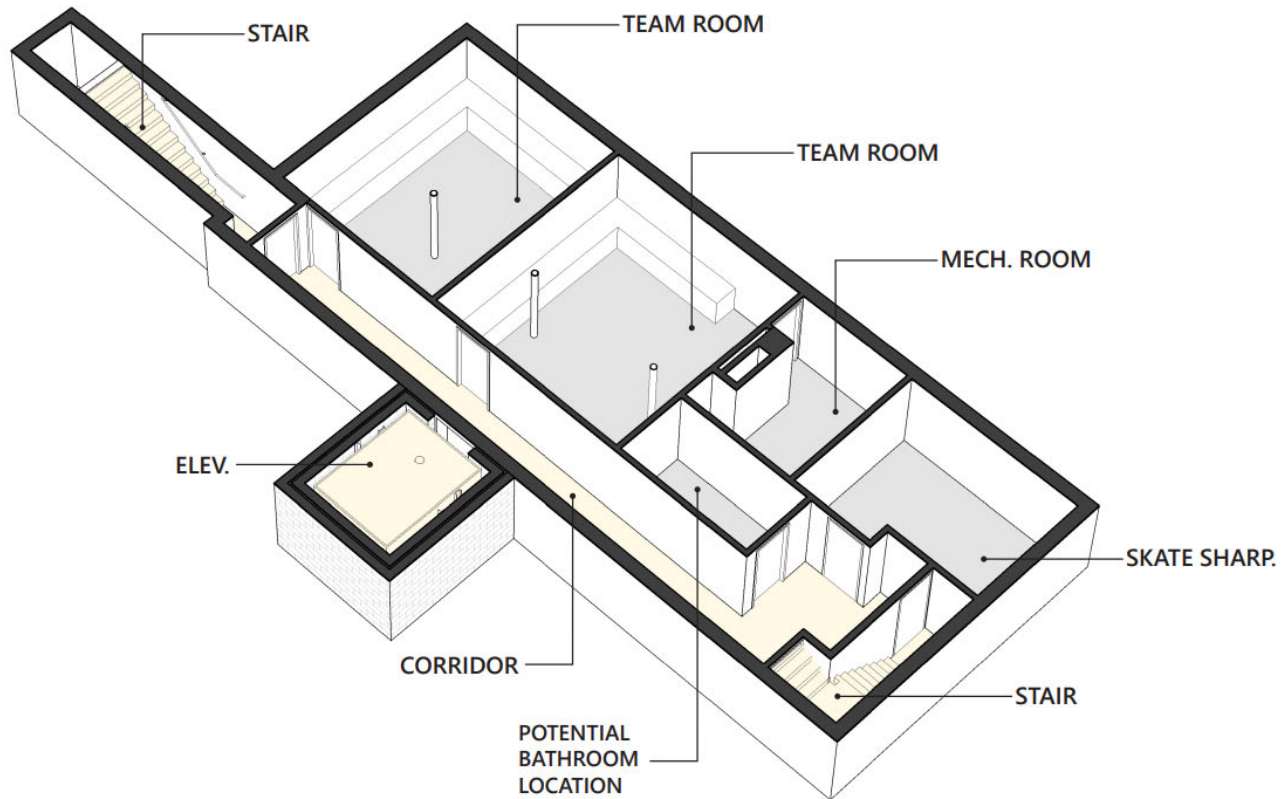 STAIR
TEAM ROOM
TEAM ROOM
MECH. ROOM
ELEV.
SKATE SHARP.
CORRIDOR
STAIR
POTENTIAL
BATHROOM
LOCATION